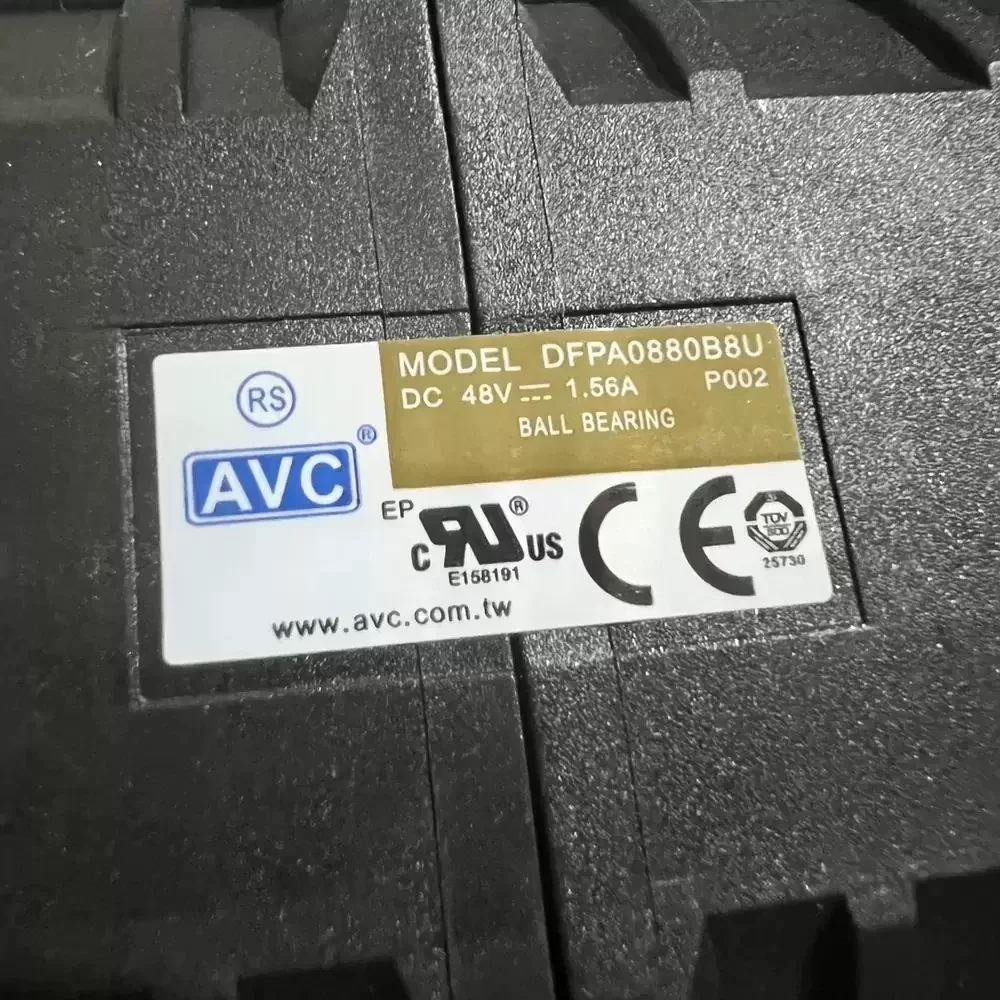 RS
AVC®
MODEL DFPA0880B8U
DC 48V 1.56A P002
BALL BEARING
EP
C RU® US
E158191
www.avc.com.tw
CE
TÜV
25730